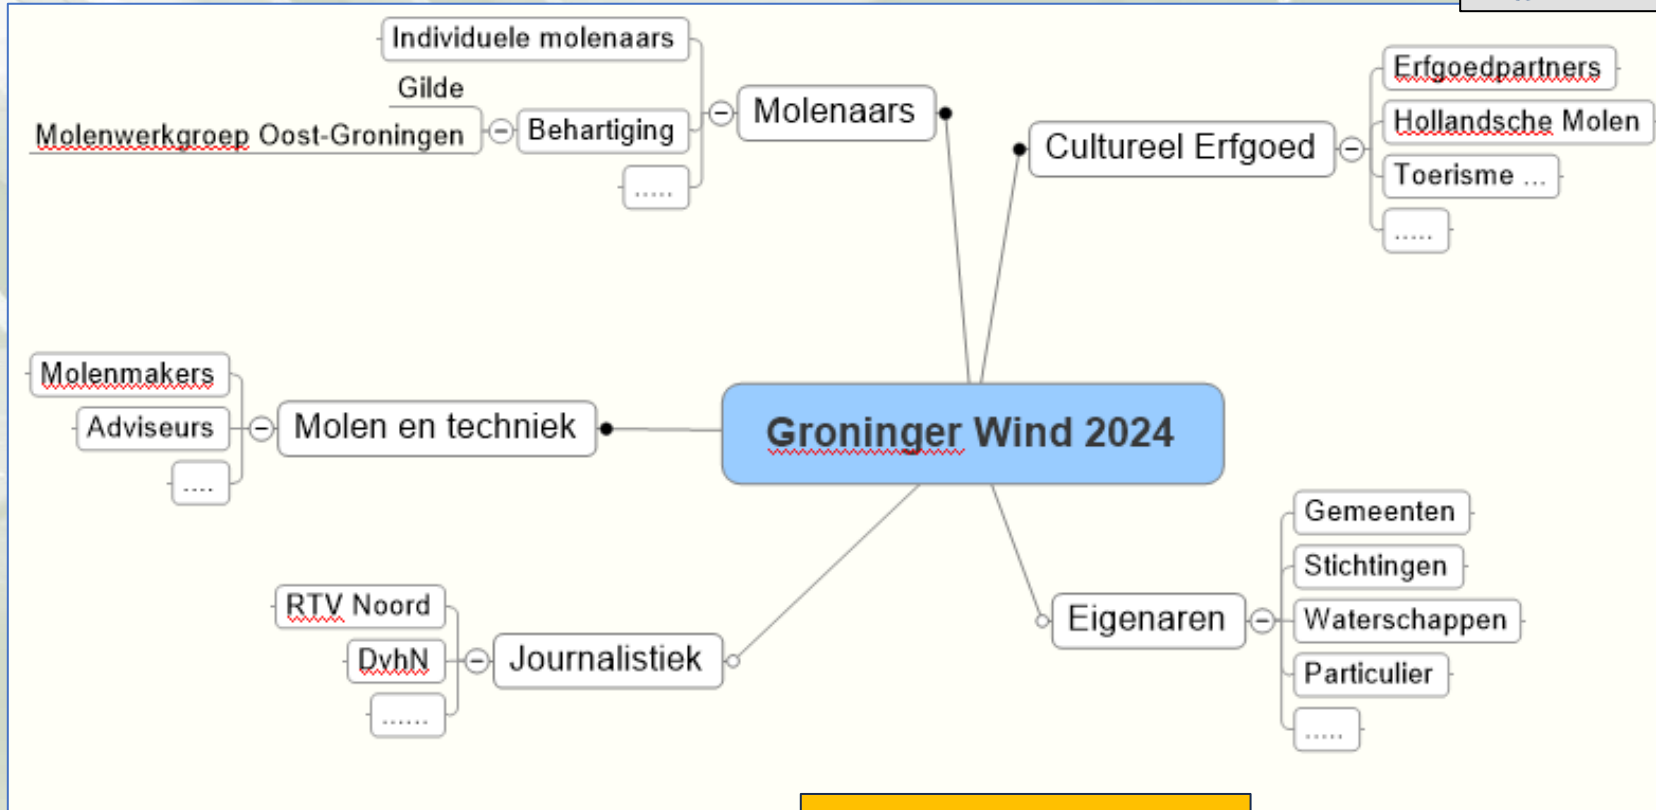 Individuele molenaars
Gilde
Molenwerkgroep Oost-Groningen
Behartiging
.....
Molenaars
Cultureel Erfgoed
Erfgoedpartners
Hollandsche Molen
Toerisme ...
.....
Molenmakers
Adviseurs
....
Molen en techniek
Groninger Wind 2024
RTV Noord
DvhN
......
Journalistiek
Eigenaren
Gemeenten
Stichtingen
Waterschappen
Particulier
.....